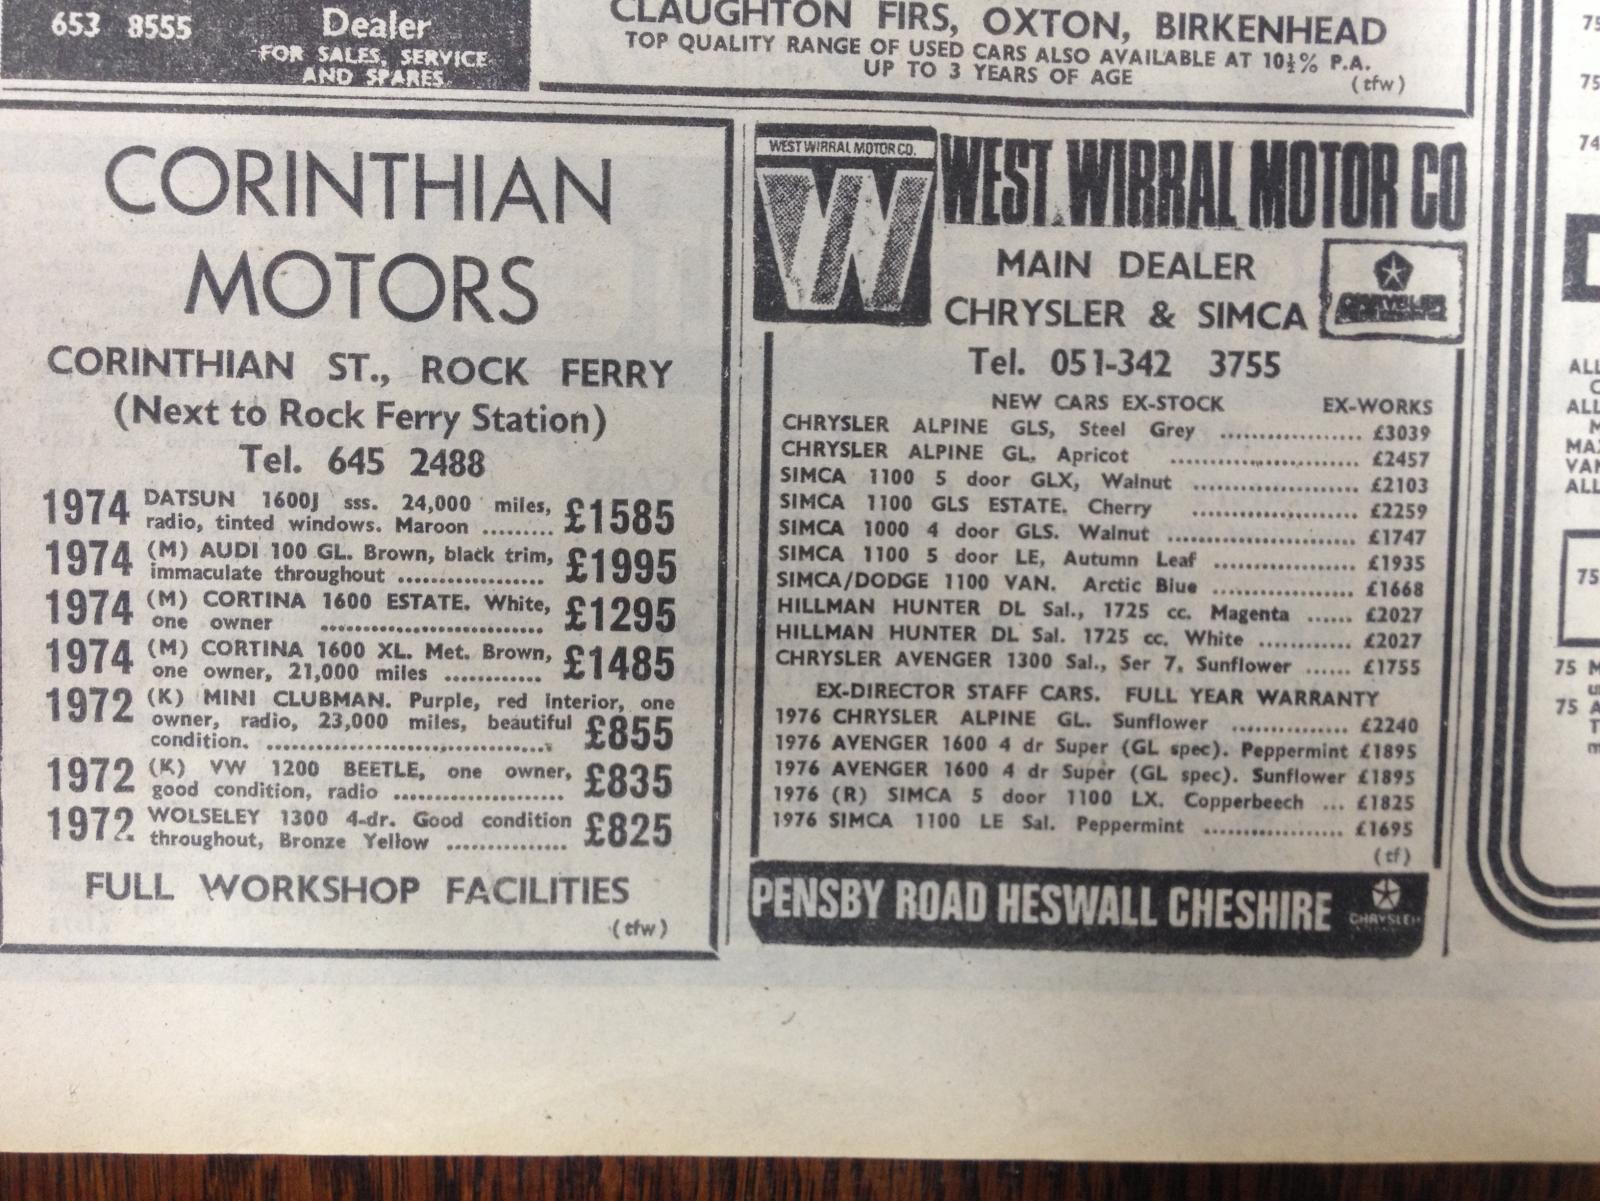 653 8555
Dealer
FOR SALES, SERVICE
AND SPARES.
CLAUGHTON FIRS, OXTON, BIRKENHEAD
TOP QUALITY RANGE OF USED CARS ALSO AVAILABLE AT 10½% P.A.
UP TO 3 YEARS OF AGE
(tfw)
CORINTHIAN
MOTORS
CORINTHIAN ST., ROCK FERRY
(Next to Rock Ferry Station)
Tel. 645 2488
1974 DATSUN 1600J sss. 24,000 miles,
radio, tinted windows. Maroon ......... £1585
1974 (M) AUDI 100 GL. Brown, black trim,
immaculate throughout .................. £1995
1974 (M) CORTINA 1600 ESTATE. White,
one owner ........................... £1295
1974 (M) CORTINA 1600 XL. Met. Brown,
one owner, 21,000 miles ............ £1485
1972 (K) MINI CLUBMAN. Purple, red interior, one
owner, radio, 23,000 miles, beautiful
condition. ................................. £855
1972 (K) VW 1200 BEETLE, one owner,
good condition, radio ..................... £835
1972 WOLSELEY 1300 4-dr. Good condition
throughout, Bronze Yellow ............... £825
FULL WORKSHOP FACILITIES
(tfw)
WEST WIRRAL MOTOR CO.
W
WEST WIRRAL MOTOR CO
MAIN DEALER
CHRYSLER & SIMCA
CHRYSLER
Tel. 051-342 3755
NEW CARS EX-STOCK EX-WORKS
CHRYSLER ALPINE GLS, Steel Grey .................. £3039
CHRYSLER ALPINE GL. Apricot ........................ £2457
SIMCA 1100 5 door GLX, Walnut ..................... £2103
SIMCA 1100 GLS ESTATE. Cherry ..................... £2259
SIMCA 1000 4 door GLS. Walnut ........................ £1747
SIMCA 1100 5 door LE, Autumn Leaf .................. £1935
SIMCA/DODGE 1100 VAN. Arctic Blue .................. £1668
HILLMAN HUNTER DL Sal., 1725 cc. Magenta ...... £2027
HILLMAN HUNTER DL Sal. 1725 cc. White ............ £2027
CHRYSLER AVENGER 1300 Sal., Ser 7, Sunflower ...... £1755
EX-DIRECTOR STAFF CARS. FULL YEAR WARRANTY
1976 CHRYSLER ALPINE GL. Sunflower ............... £2240
1976 AVENGER 1600 4 dr Super (GL spec). Peppermint £1895
1976 AVENGER 1600 4 dr Super (GL spec). Sunflower £1895
1976 (R) SIMCA 5 door 1100 LX. Copperbeech ... £1825
1976 SIMCA 1100 LE Sal. Peppermint .................. £1695
(tf)
PENSBY ROAD HESWALL CHESHIRE
CHRYSLER
75
75
74
ALL
ALL
MAX
VAN
ALL
75
75 M
75 A